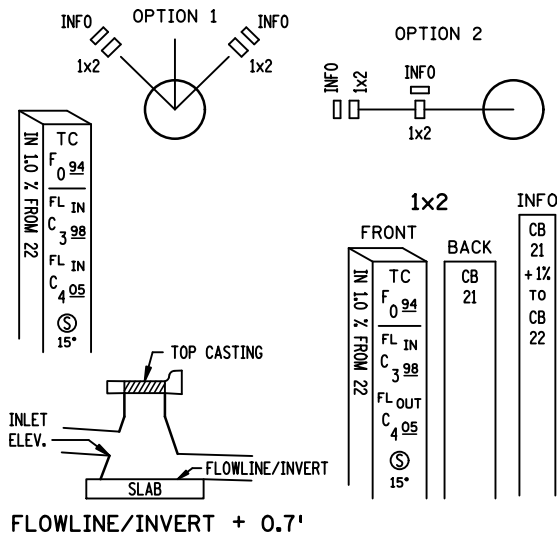 OPTION 1
INFO
INFO
1x2
1x2
OPTION 2
INFO
1x2
INFO
1x2
IN 1.0 % FROM 22
TC
F 0 94
FL IN
C 3 98
FL IN
C 4 05
S
15°
1x2
FRONT
BACK
INFO
IN 1.0 % FROM 22
TC
F 0 94
FL IN
C 3 98
FL OUT
C 4 05
S
15°
CB
21
CB
21
+1%
TO
CB
22
TOP CASTING
INLET
ELEV.
FLOWLINE/INVERT
SLAB
FLOWLINE/INVERT + 0.7'